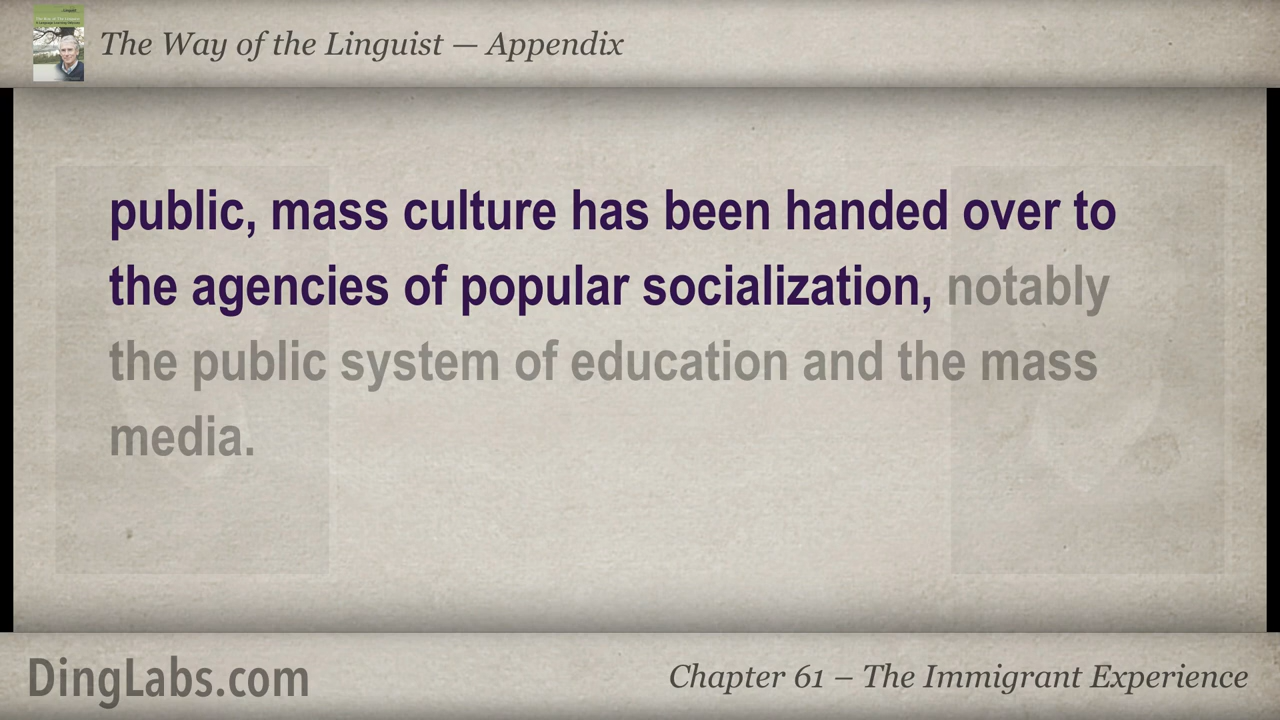 The Way of the Linguist — Appendix
public, mass culture has been handed over to
the agencies of popular socialization, notably
the public system of education and the mass
media.
DingLabs.com
Chapter 61 – The Immigrant Experience